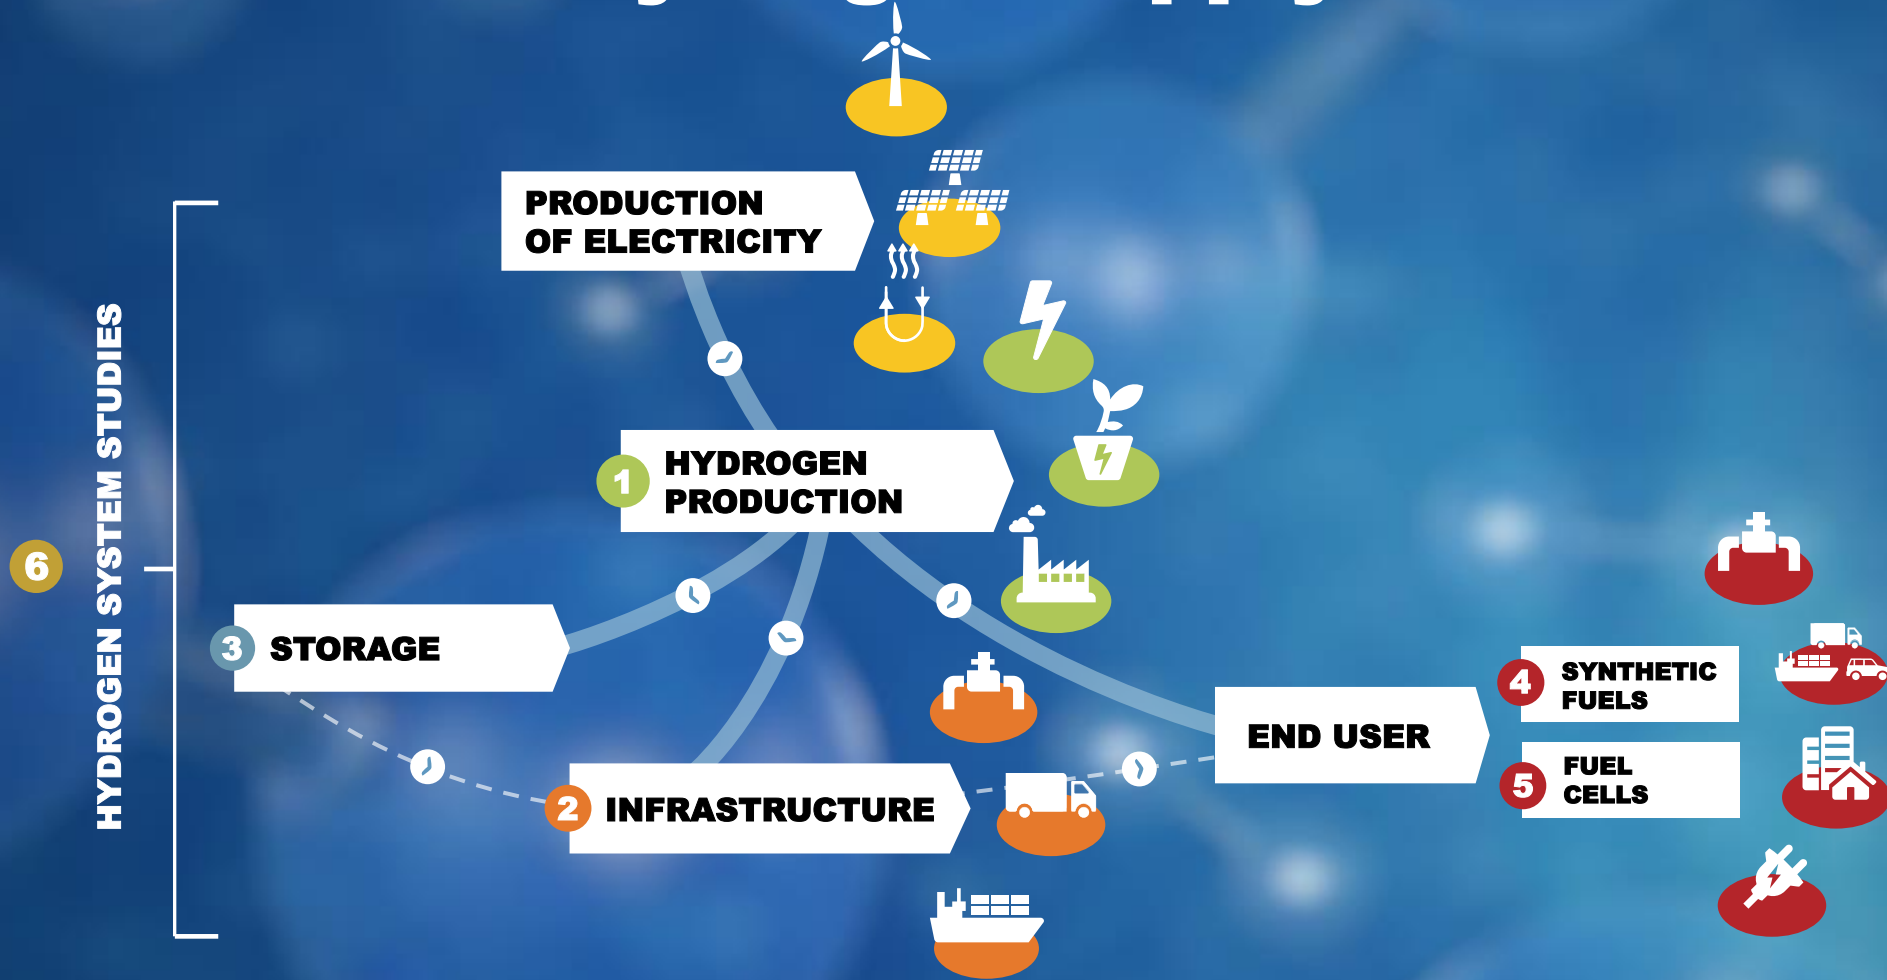 PRODUCTION
OF ELECTRICITY
1
HYDROGEN
PRODUCTION
6
HYDROGEN SYSTEM STUDIES
3
STORAGE
2
INFRASTRUCTURE
END USER
4
SYNTHETIC
FUELS
5
FUEL
CELLS